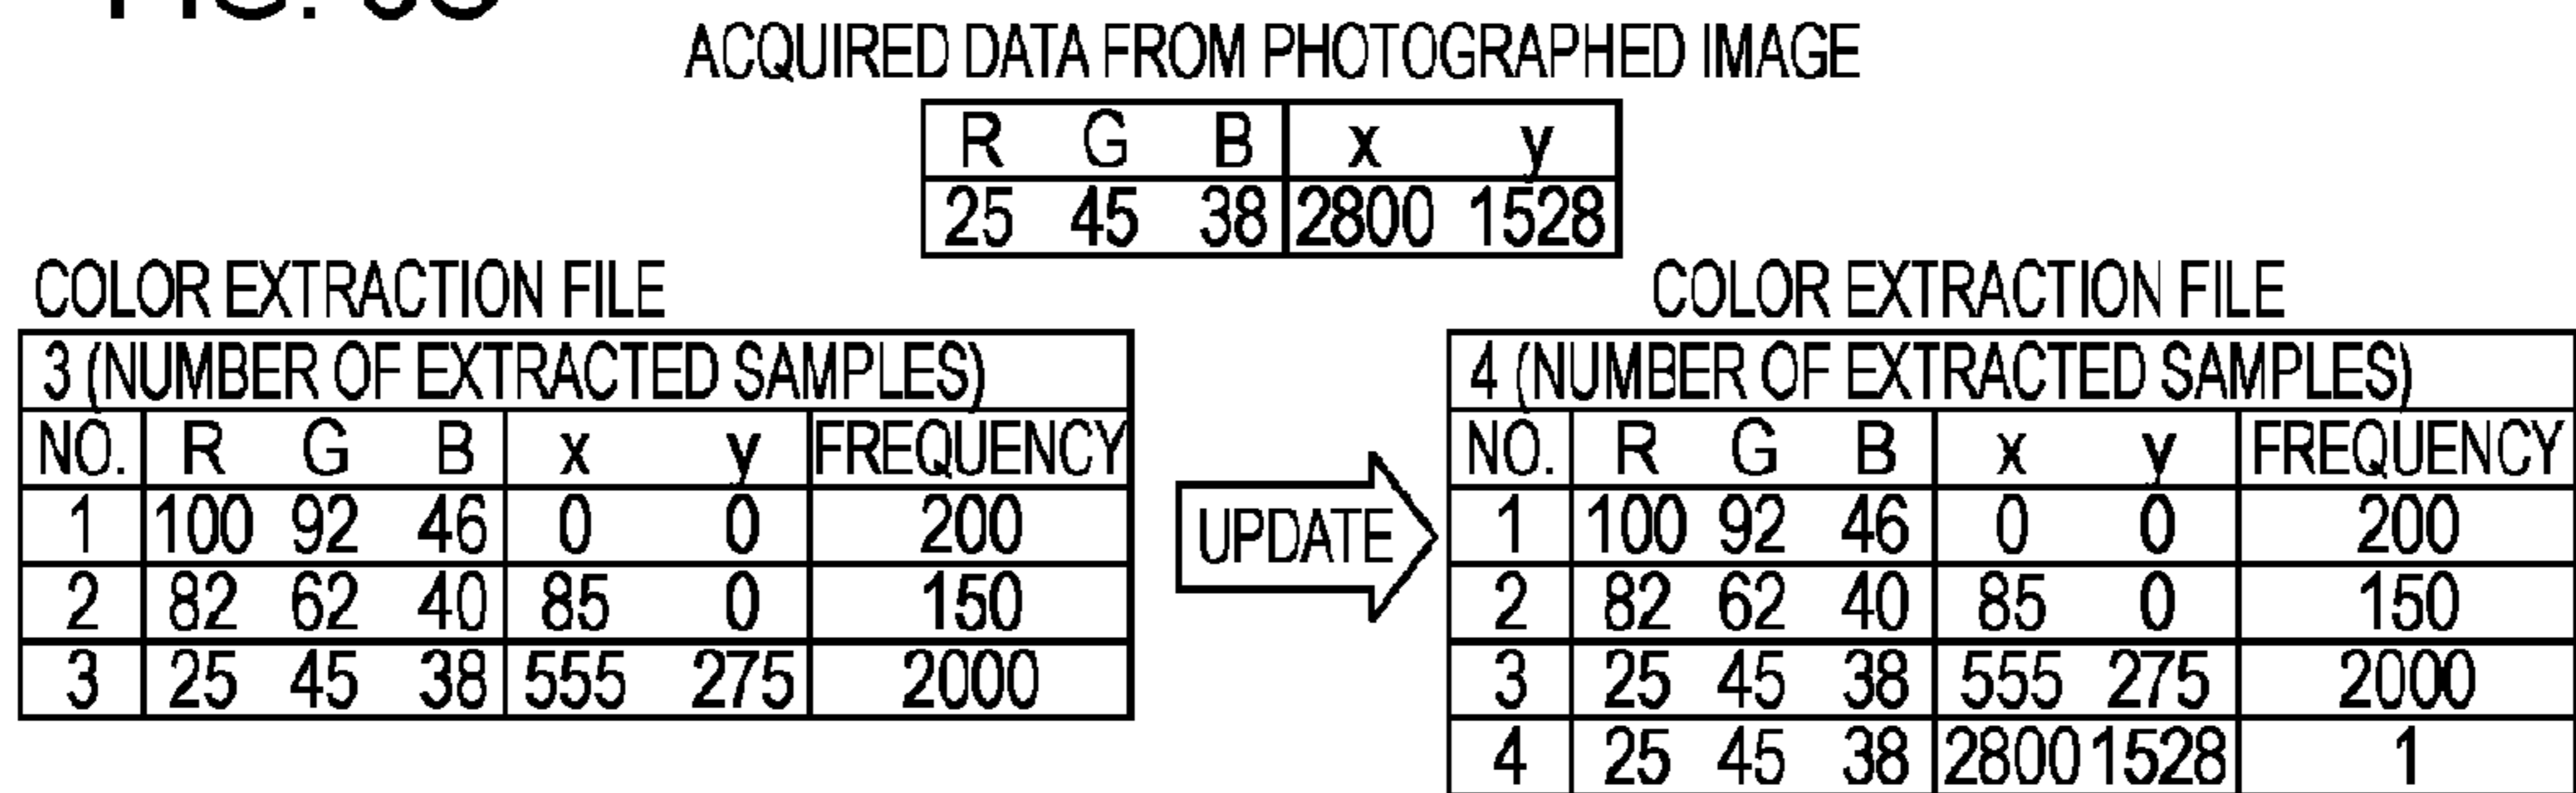 ACQUIRED DATA FROM PHOTOGRAPHED IMAGE
R G B x y
25 45 38 2800 1528
COLOR EXTRACTION FILE
3 (NUMBER OF EXTRACTED SAMPLES)
NO. R G B x y FREQUENCY
1 100 92 46 0 0 200
2 82 62 40 85 0 150
3 25 45 38 555 275 2000
UPDATE
COLOR EXTRACTION FILE
4 (NUMBER OF EXTRACTED SAMPLES)
NO. R G B x y FREQUENCY
1 100 92 46 0 0 200
2 82 62 40 85 0 150
3 25 45 38 555 275 2000
4 25 45 38 2800 1528 1